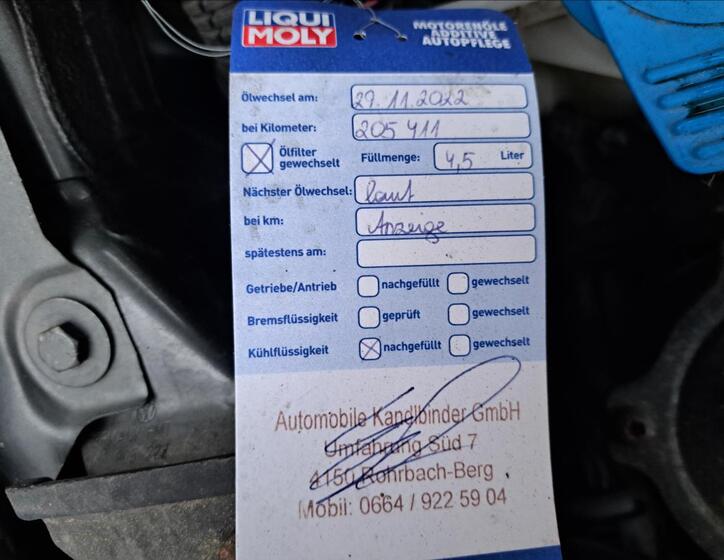 LIQUI
MOLY
MOTORENÖLE
ADDITIVE
AUTOPFLEGE
Ölwechsel am: 29.11.2022
bei Kilometer: 205 411
Ölfilter
gewechselt Füllmenge: 4,5 Liter
Nächster Ölwechsel: laut
bei km: Anzeige
spätestens am:
Getriebe/Antrieb nachgefüllt gewechselt
Bremsflüssigkeit geprüft gewechselt
Kühlflüssigkeit nachgefüllt gewechselt
Automobile Kandlbinder GmbH
Umfahrung Süd 7
4150 Rohrbach-Berg
Mobil: 0664 / 922 59 04